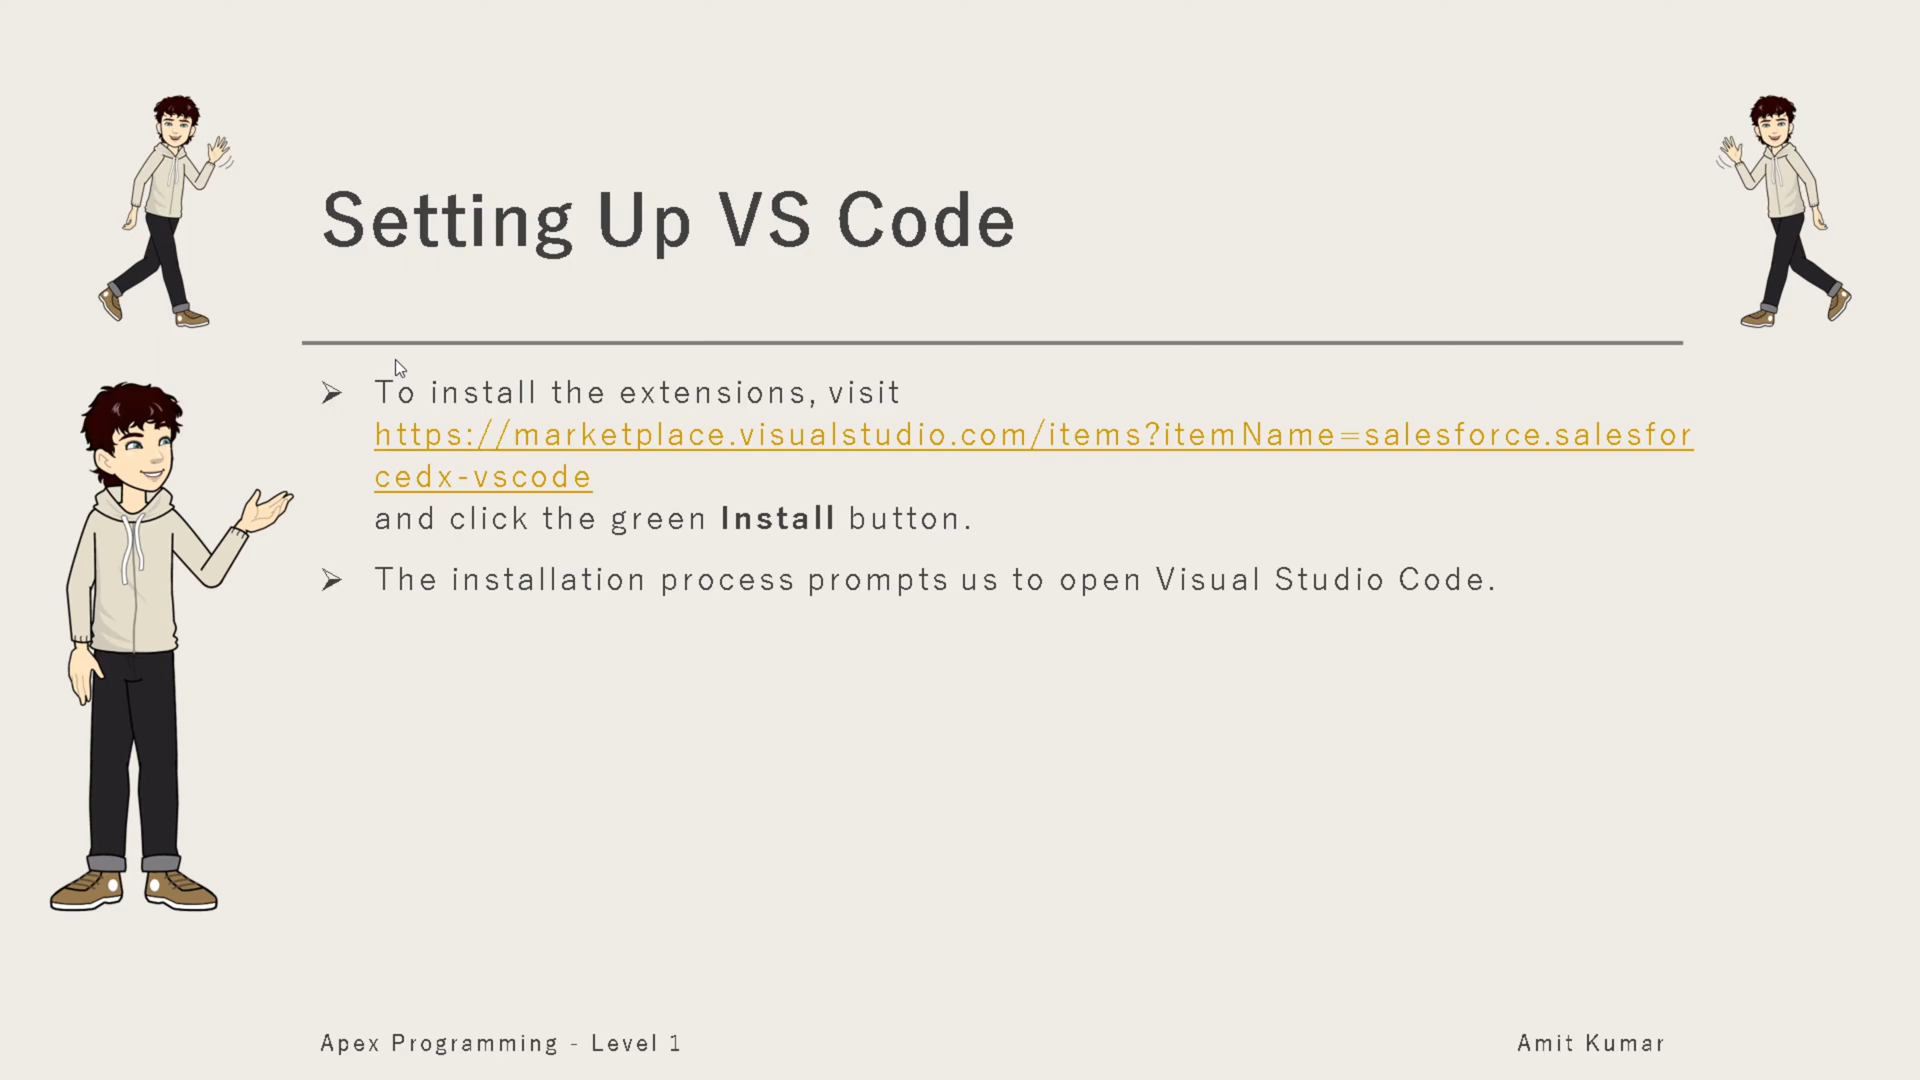 Setting Up VS Code
➢ To install the extensions, visit
https://marketplace.visualstudio.com/items?itemName=salesforce.salesfor
cedx-vscode
and click the green Install button.
➢ The installation process prompts us to open Visual Studio Code.
Apex Programming - Level 1
Amit Kumar